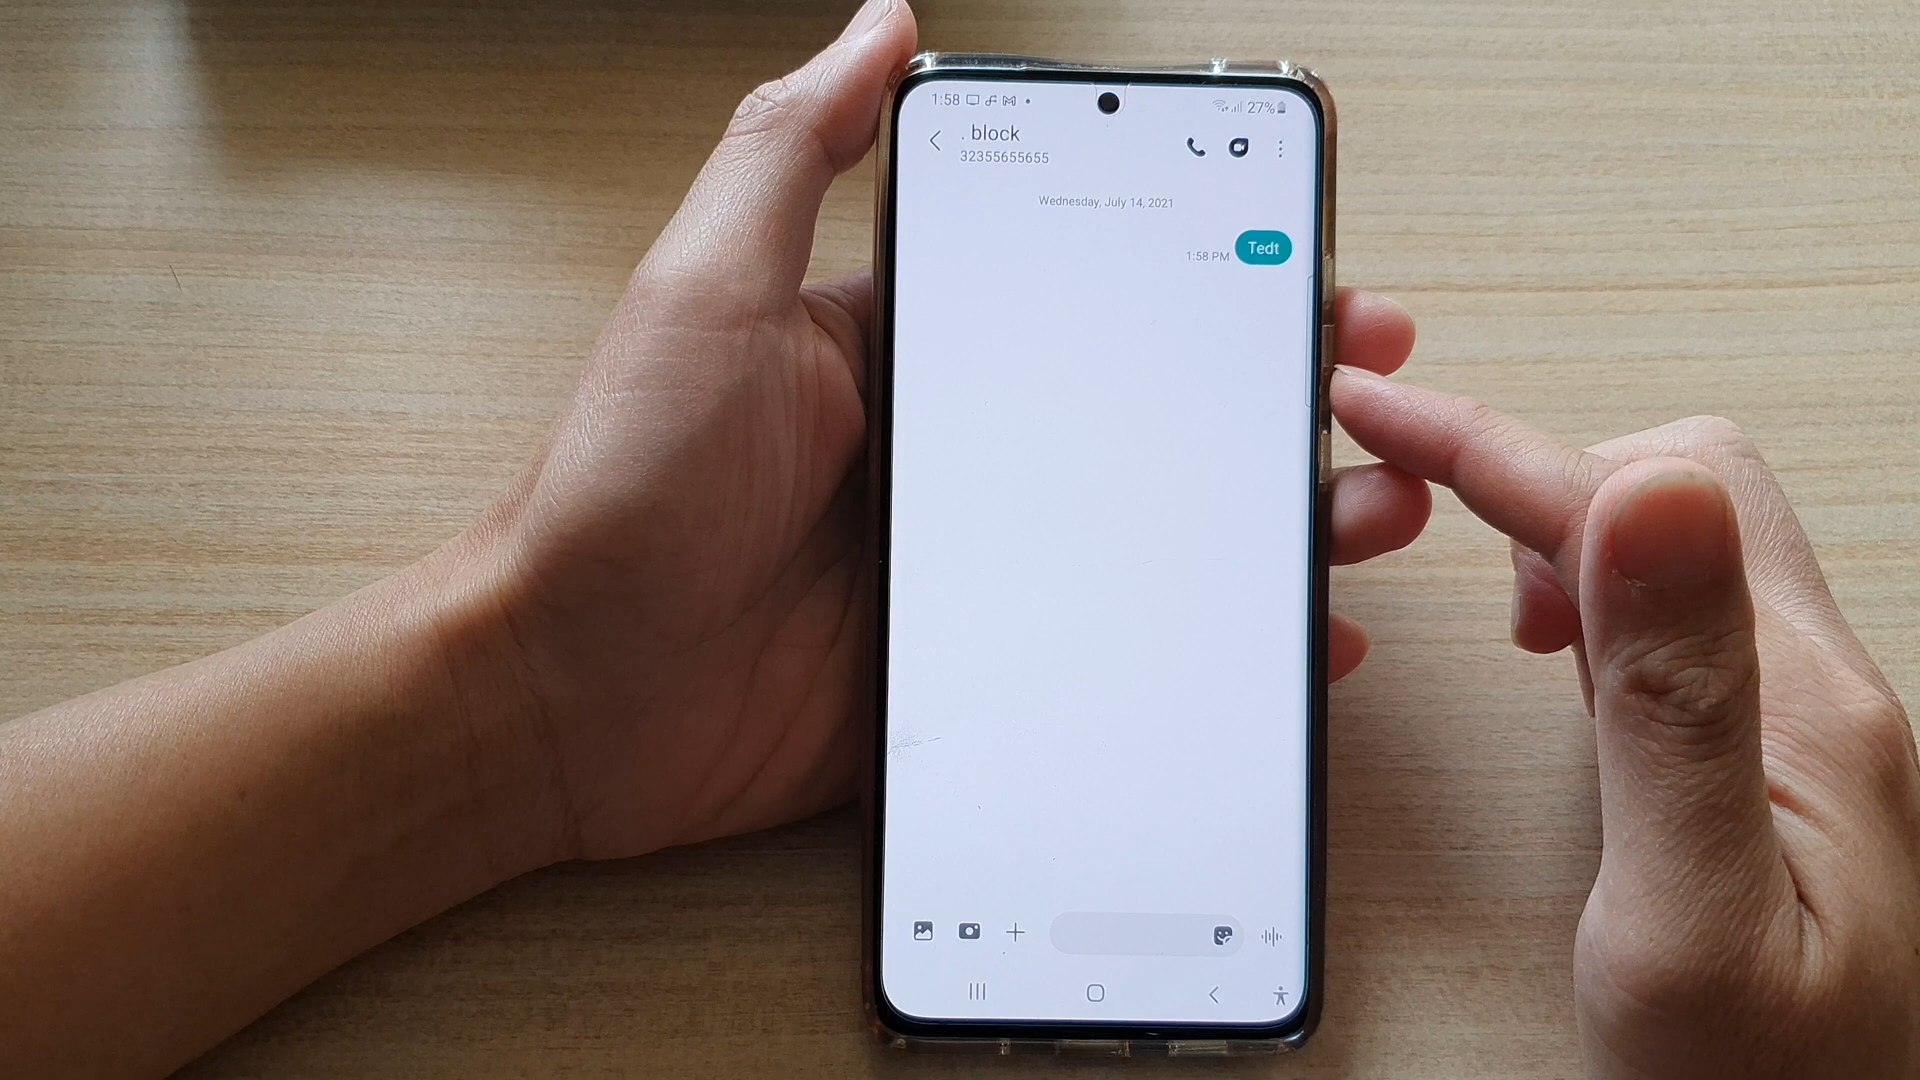 1:58 27%
. block
32355655655
Wednesday, July 14, 2021
1:58 PM Tedt